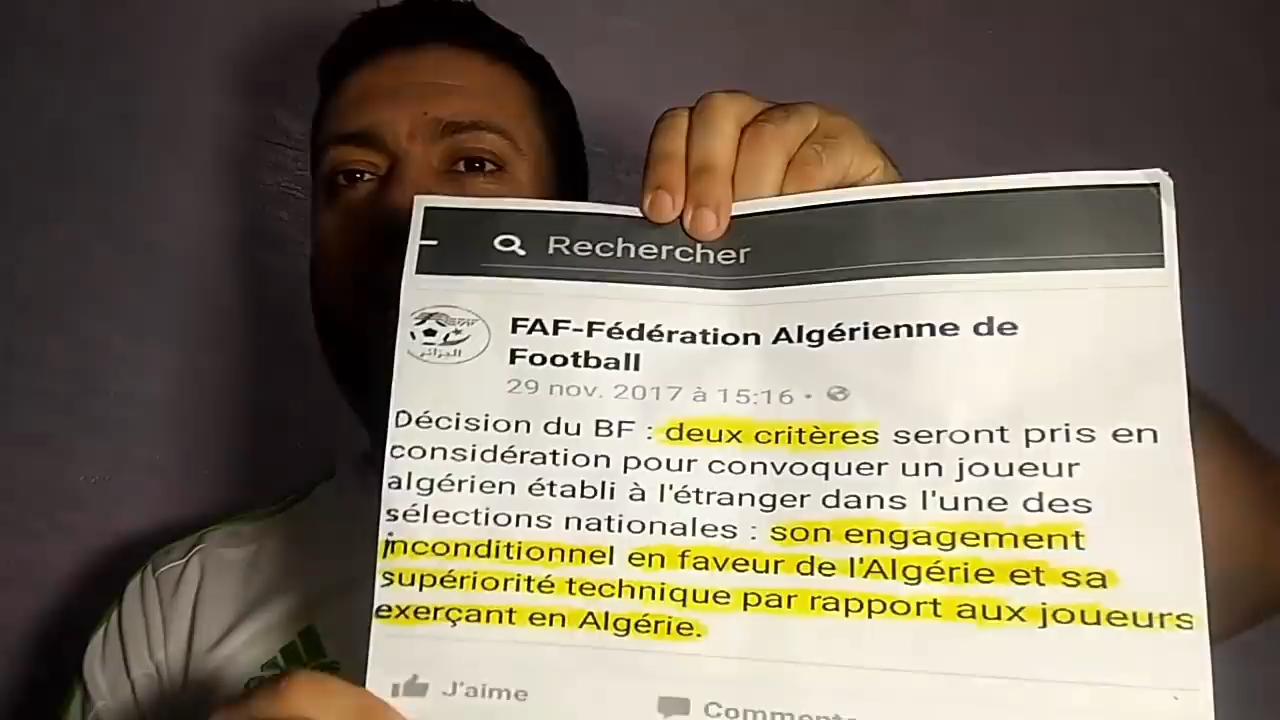 Rechercher
FAF-Fédération Algérienne de
Football
29 nov. 2017 à 15:16 •
Décision du BF : deux critères seront pris en
considération pour convoquer un joueur
algérien établi à l'étranger dans l'une des
sélections nationales : son engagement
inconditionnel en faveur de l'Algérie et sa
supériorité technique par rapport aux joueurs
exerçant en Algérie.
J'aime